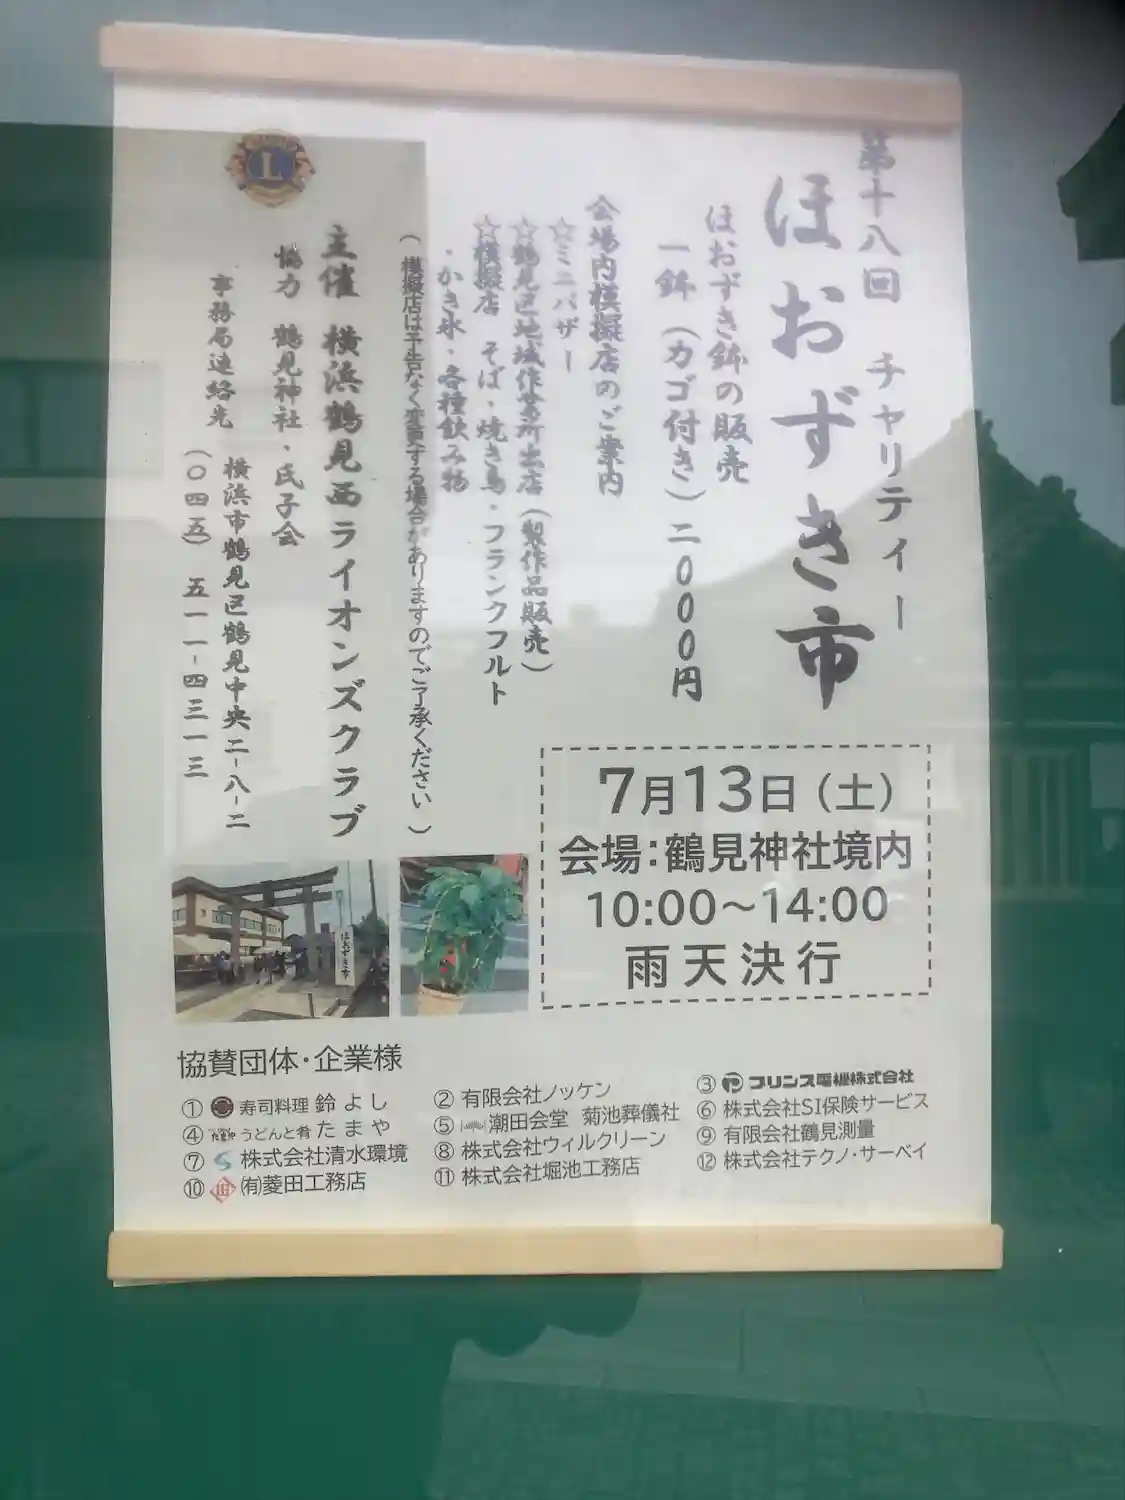 第十八回 チャリティー
ほおずき市
ほおずき鉢の販売
一鉢(カゴ付き)二000円
会場内模擬店のご案内
☆ミニバザー
☆鶴見区地域作業所出店(製作品販売)
☆模擬店 そば・焼き鳥・フランクフルト
・かき氷・各種飲み物
(模擬店は予告なく変更する場合がありますのでご了承ください)
主催 横浜鶴見西ライオンズクラブ
協力 鶴見神社・氏子会
事務局連絡先 横浜市鶴見区鶴見中央二-八-二
(〇四五)五一一-四三一三
L
7月13日(土)
会場:鶴見神社境内
10:00~14:00
雨天決行
ほおずき市
協賛団体・企業様
① 寿司料理 鈴よし
② 有限会社ノッケン
③ プリンス電機株式会社
④ うどんと肴 たまや
⑤ 潮田会堂 菊池葬儀社
⑥ 株式会社SI保険サービス
⑦ 株式会社清水環境
⑧ 株式会社ウィルクリーン
⑨ 有限会社鶴見測量
⑩ (有)菱田工務店
⑪ 株式会社堀池工務店
⑫ 株式会社テクノ・サーベイ